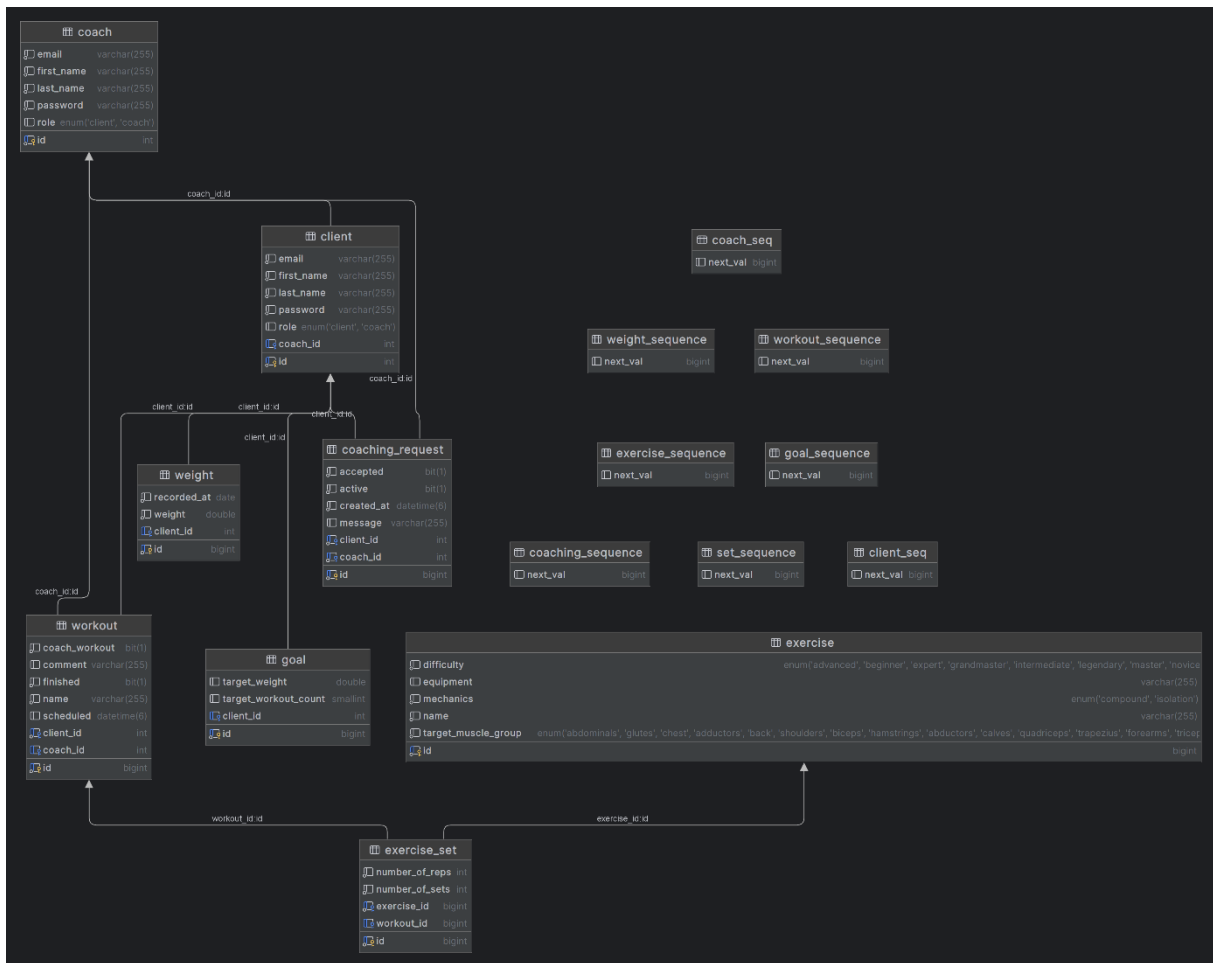 coach
email varchar(255)
first_name varchar(255)
last_name varchar(255)
password varchar(255)
role enum('client', 'coach')
id int
coach_id:id
client
email varchar(255)
first_name varchar(255)
last_name varchar(255)
password varchar(255)
role enum('client', 'coach')
coach_id int
id int
coach_seq
next_val bigint
weight_sequence
next_val bigint
workout_sequence
next_val bigint
coach_id:id
client_id:id
client_id:id
client_id:id
client_id:id
coaching_request
accepted bit(1)
active bit(1)
created_at datetime(6)
message varchar(255)
client_id int
coach_id int
id bigint
weight
recorded_at date
weight double
client_id int
id bigint
exercise_sequence
next_val bigint
goal_sequence
next_val bigint
coaching_sequence
next_val bigint
set_sequence
next_val bigint
client_seq
next_val bigint
coach_id:id
workout
coach_workout bit(1)
comment varchar(255)
finished bit(1)
name varchar(255)
scheduled datetime(6)
client_id int
coach_id int
id bigint
goal
target_weight double
target_workout_count smallint
client_id int
id bigint
exercise
difficulty enum('advanced', 'beginner', 'expert', 'grandmaster', 'intermediate', 'legendary', 'master', 'novice
equipment varchar(255)
mechanics enum('compound', 'isolation')
name varchar(255)
target_muscle_group enum('abdominals', 'glutes', 'chest', 'adductors', 'back', 'shoulders', 'biceps', 'hamstrings', 'abductors', 'calves', 'quadriceps', 'trapezius', 'forearms', 'tricep
id bigint
workout_id:id
exercise_id:id
exercise_set
number_of_reps int
number_of_sets int
exercise_id bigint
workout_id bigint
id bigint